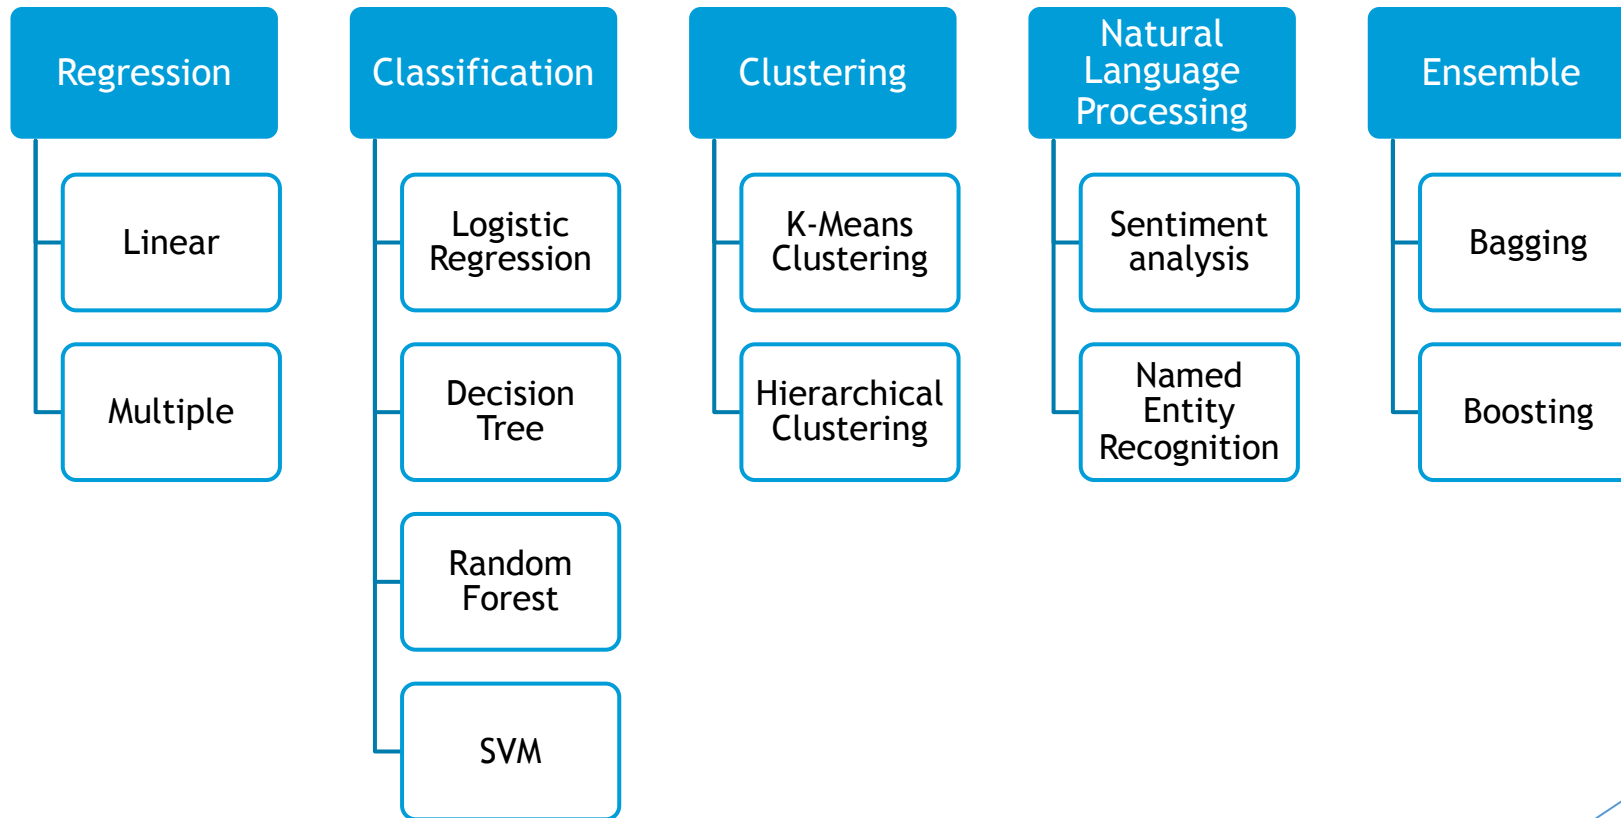 Regression
Linear
Multiple
Classification
Logistic
Regression
Decision
Tree
Random
Forest
SVM
Clustering
K-Means
Clustering
Hierarchical
Clustering
Natural
Language
Processing
Sentiment
analysis
Named
Entity
Recognition
Ensemble
Bagging
Boosting